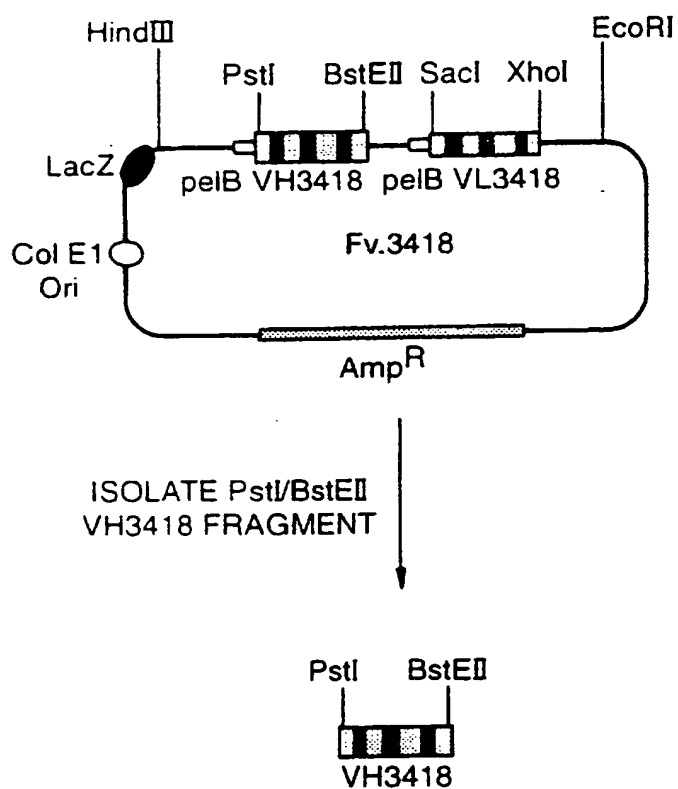 HindIII
EcoRI
PstI
BstEII
SacI
XhoI
LacZ
pelB VH3418
pelB VL3418
Col E1
Ori
Fv.3418
AmpR
ISOLATE PstI/BstEII
VH3418 FRAGMENT
PstI
BstEII
VH3418